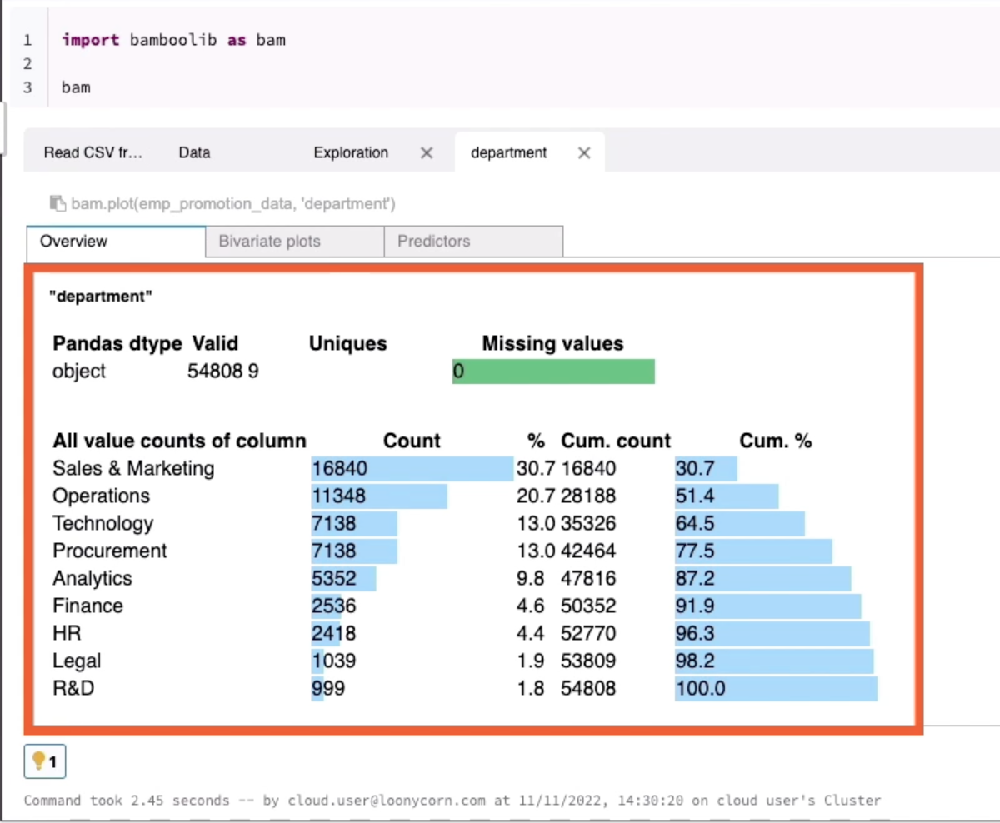 1 import bamboolib as bam
2
3 bam
Read CSV fr... Data Exploration ✕ department ✕
bam.plot(emp_promotion_data, 'department')
Overview Bivariate plots Predictors
"department"
Pandas dtype Valid Uniques Missing values
object 54808 9 0
All value counts of column Count % Cum. count Cum. %
Sales & Marketing 16840 30.7 16840 30.7
Operations 11348 20.7 28188 51.4
Technology 7138 13.0 35326 64.5
Procurement 7138 13.0 42464 77.5
Analytics 5352 9.8 47816 87.2
Finance 2536 4.6 50352 91.9
HR 2418 4.4 52770 96.3
Legal 1039 1.9 53809 98.2
R&D 999 1.8 54808 100.0
1
Command took 2.45 seconds -- by cloud.user@loonycorn.com at 11/11/2022, 14:30:20 on cloud user's Cluster